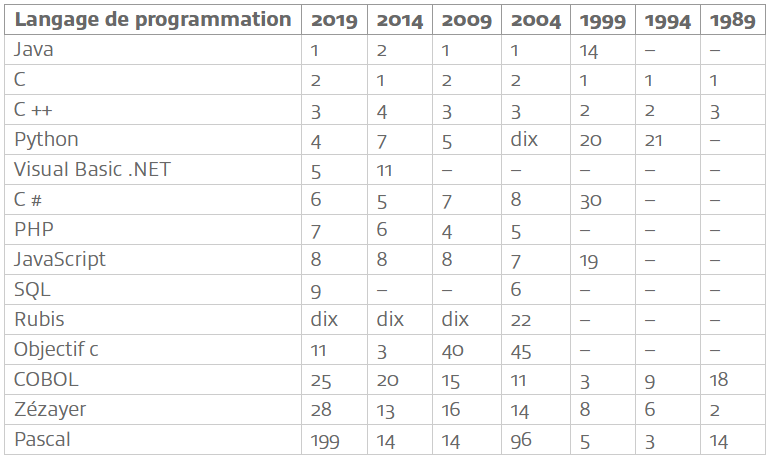 Langage de programmation 2019 2014 2009 2004 1999 1994 1989
Java 1 2 1 1 14 – –
C 2 1 2 2 1 1 1
C ++ 3 4 3 3 2 2 3
Python 4 7 5 dix 20 21 –
Visual Basic .NET 5 11 – – – – –
C # 6 5 7 8 30 – –
PHP 7 6 4 5 – – –
JavaScript 8 8 8 7 19 – –
SQL 9 – – 6 – – –
Rubis dix dix dix 22 – – –
Objectif c 11 3 40 45 – – –
COBOL 25 20 15 11 3 9 18
Zézayer 28 13 16 14 8 6 2
Pascal 199 14 14 96 5 3 14